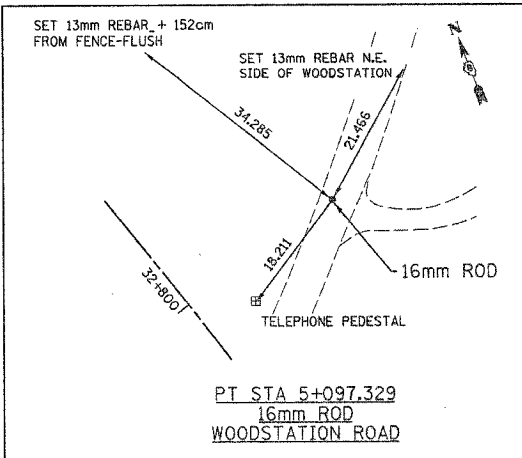 SET 13mm REBAR + 152cm
FROM FENCE-FLUSH
SET 13mm REBAR N.E.
SIDE OF WOODSTATION
N
34.285
21.466
18.211
16mm ROD
32+800
TELEPHONE PEDESTAL
PT STA 5+097.329
16mm ROD
WOODSTATION ROAD